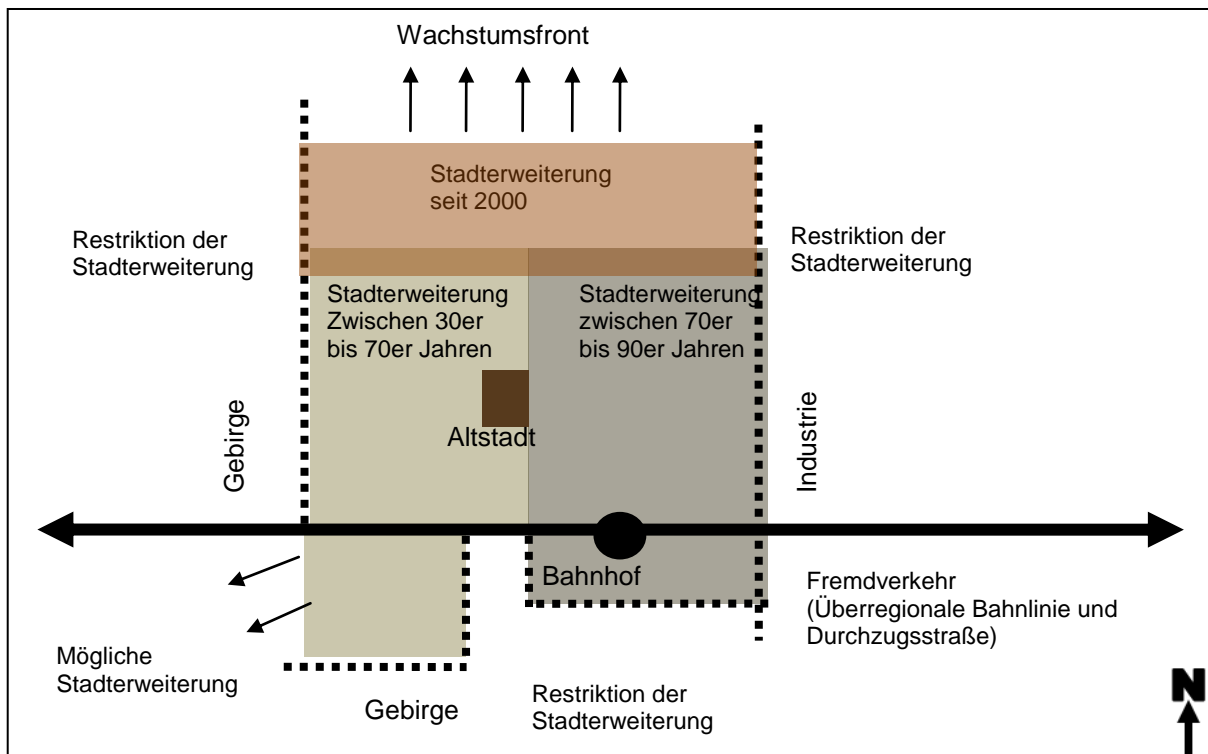 Wachstumsfront
Stadterweiterung
seit 2000
Restriktion der
Stadterweiterung
Restriktion der
Stadterweiterung
Stadterweiterung
Zwischen 30er
bis 70er Jahren
Stadterweiterung
zwischen 70er
bis 90er Jahren
Altstadt
Gebirge
Industrie
Bahnhof
Fremdverkehr
(Überregionale Bahnlinie und
Durchzugsstraße)
Mögliche
Stadterweiterung
Gebirge
Restriktion der
Stadterweiterung
N